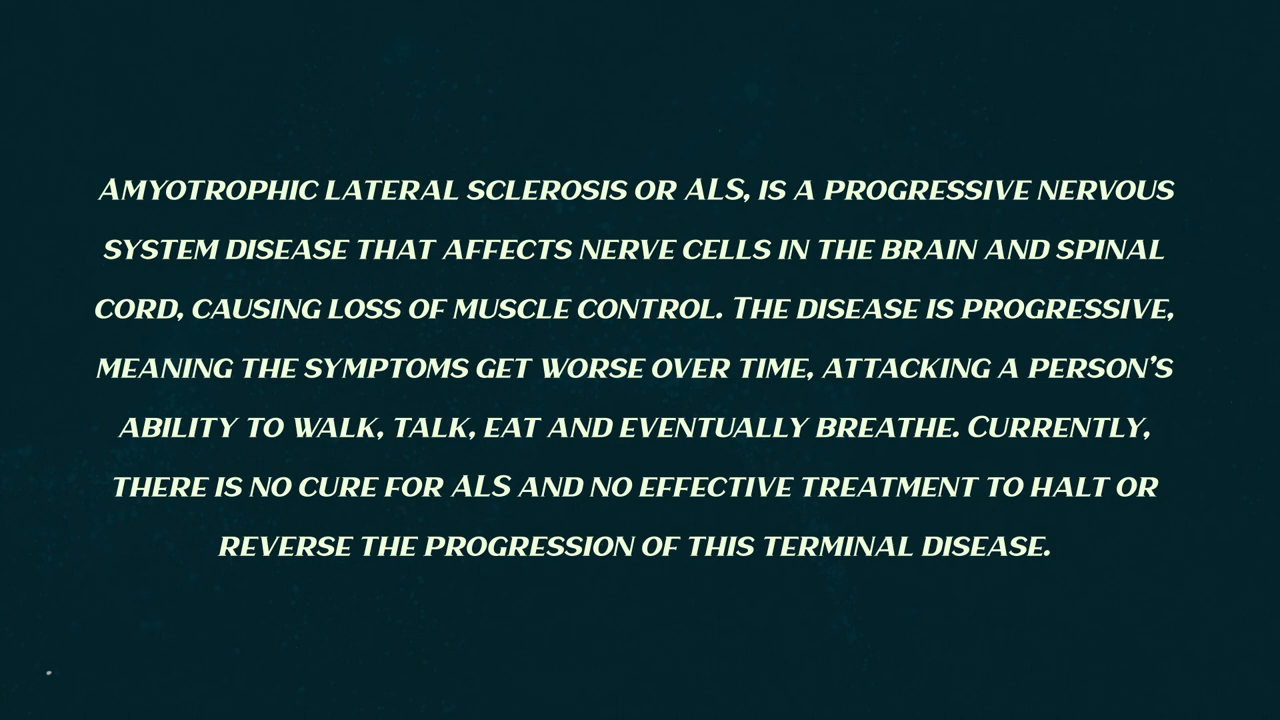 Amyotrophic lateral sclerosis or ALS, is a progressive nervous
system disease that affects nerve cells in the brain and spinal
cord, causing loss of muscle control. The disease is progressive,
meaning the symptoms get worse over time, attacking a person's
ability to walk, talk, eat and eventually breathe. Currently,
there is no cure for ALS and no effective treatment to halt or
reverse the progression of this terminal disease.